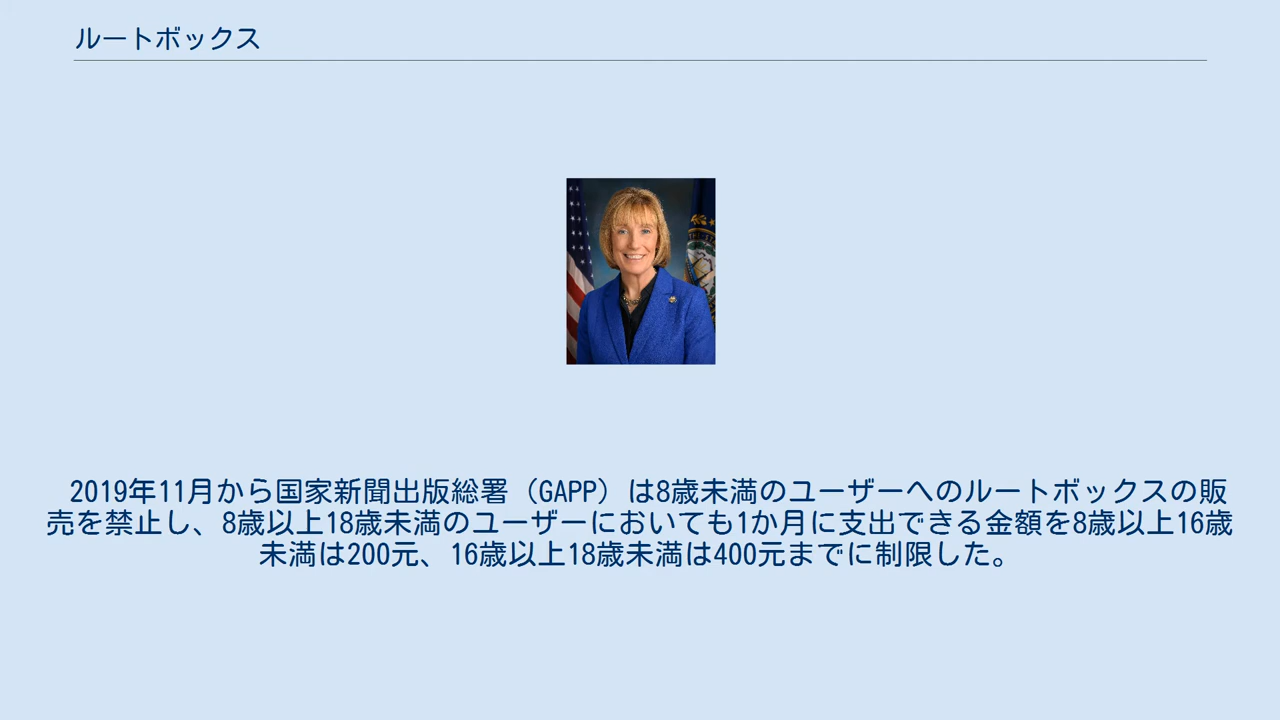 ルートボックス
2019年11月から国家新聞出版総署（GAPP）は8歳未満のユーザーへのルートボックスの販
売を禁止し、8歳以上18歳未満のユーザーにおいても1か月に支出できる金額を8歳以上16歳
未満は200元、16歳以上18歳未満は400元までに制限した。